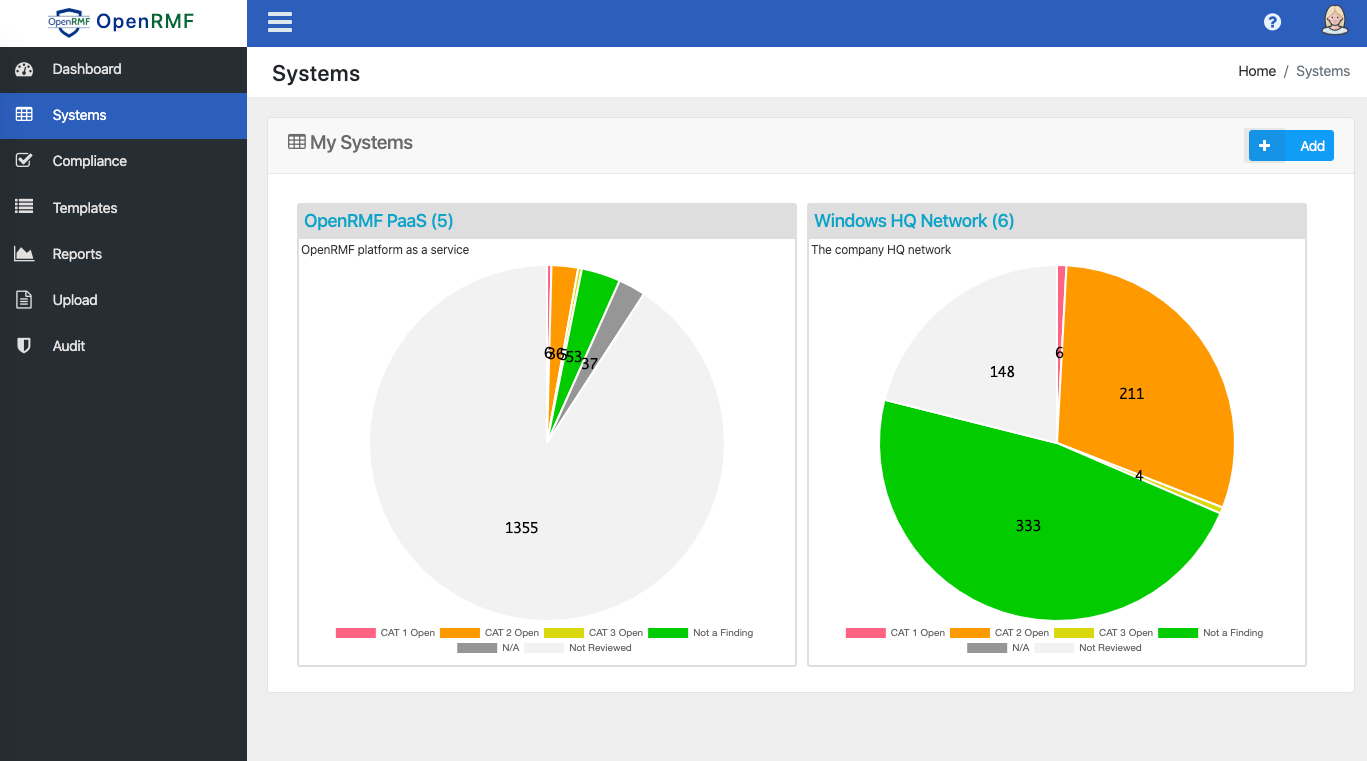 OpenRMF OpenRMF
Dashboard
Systems
Compliance
Templates
Reports
Upload
Audit
?
Systems
Home / Systems
My Systems
+ Add
OpenRMF PaaS (5)
OpenRMF platform as a service
6
36
5
53
37
1355
CAT 1 Open CAT 2 Open CAT 3 Open Not a Finding
N/A Not Reviewed
Windows HQ Network (6)
The company HQ network
6
148
211
4
333
CAT 1 Open CAT 2 Open CAT 3 Open Not a Finding
N/A Not Reviewed